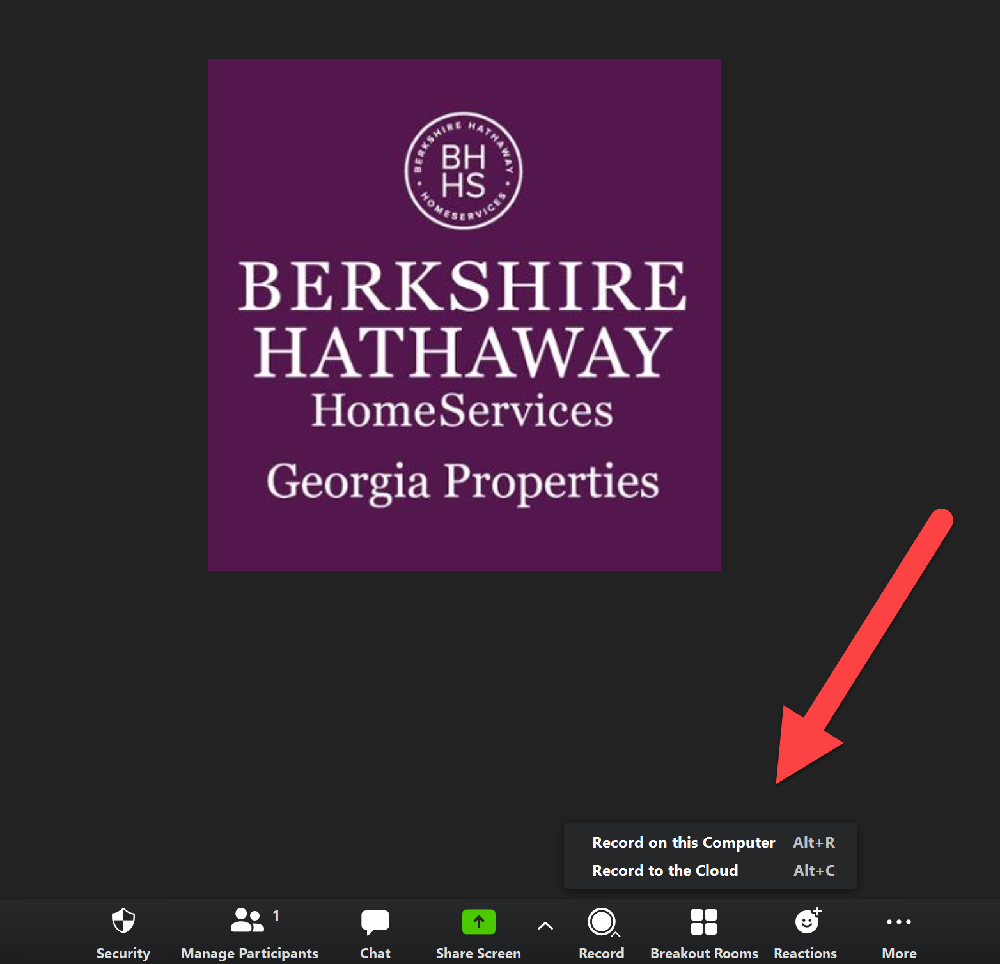 BERKSHIRE HATHAWAY
BH
HS
• HOMESERVICES •
BERKSHIRE
HATHAWAY
HomeServices
Georgia Properties
Record on this Computer Alt+R
Record to the Cloud Alt+C
1
Security Manage Participants Chat Share Screen Record Breakout Rooms Reactions More